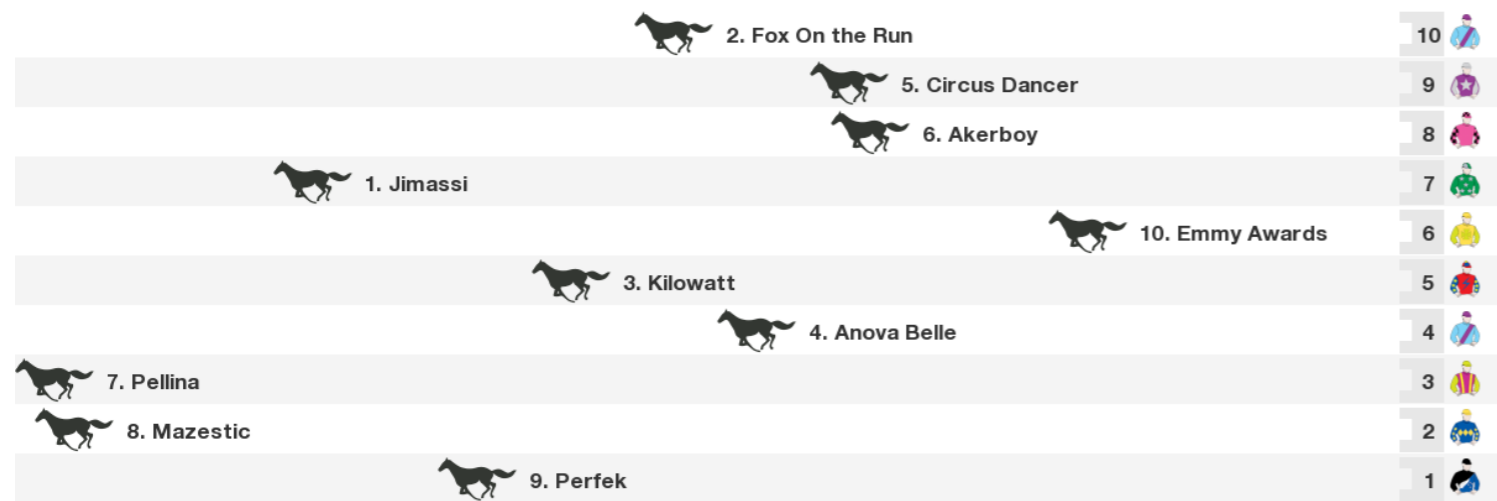 2. Fox On the Run 10
5. Circus Dancer 9
6. Akerboy 8
1. Jimassi 7
10. Emmy Awards 6
3. Kilowatt 5
4. Anova Belle 4
7. Pellina 3
8. Mazestic 2
9. Perfek 1